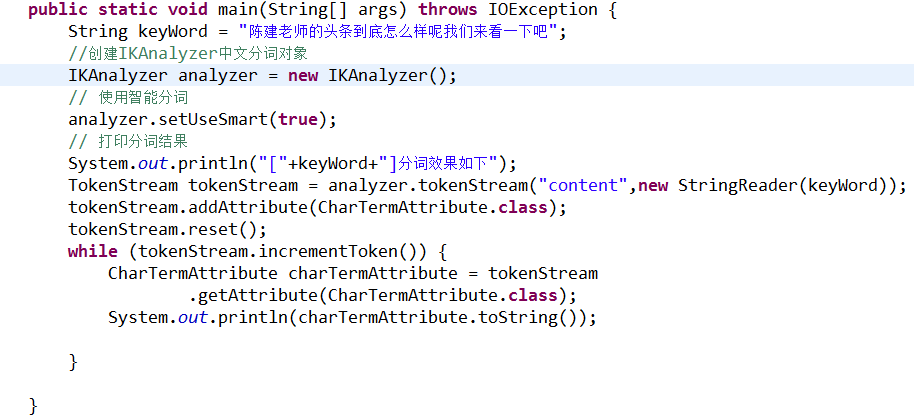 public static void main(String[] args) throws IOException {
String keyWord = "陈建老师的头条到底怎么样呢我们来看一下吧";
//创建IKAnalyzer中文分词对象
IKAnalyzer analyzer = new IKAnalyzer();
// 使用智能分词
analyzer.setUseSmart(true);
// 打印分词结果
System.out.println("["+keyWord+"]分词效果如下");
TokenStream tokenStream = analyzer.tokenStream("content",new StringReader(keyWord));
tokenStream.addAttribute(CharTermAttribute.class);
tokenStream.reset();
while (tokenStream.incrementToken()) {
CharTermAttribute charTermAttribute = tokenStream
.getAttribute(CharTermAttribute.class);
System.out.println(charTermAttribute.toString());
}
}